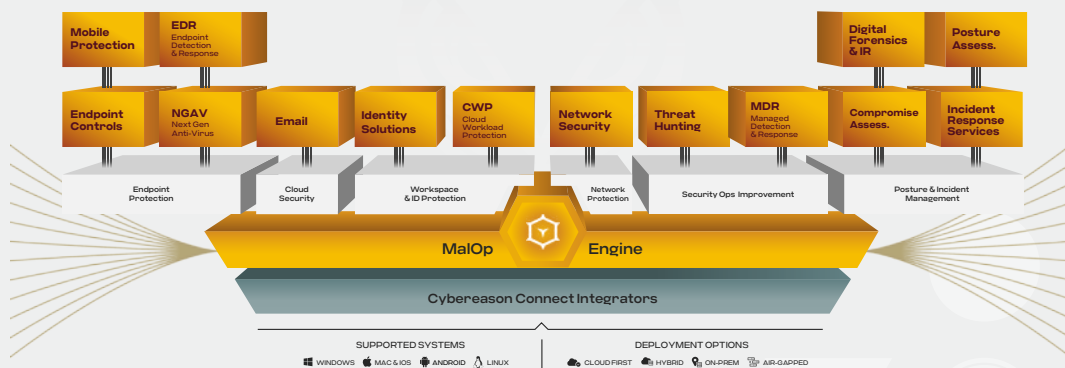 Mobile
Protection
EDR
Endpoint
Detection
& Response
Digital
Forensics
& IR
Posture
Assess.
Endpoint
Controls
NGAV
Next Gen
Anti-Virus
Email
Identity
Solutions
CWP
Cloud
Workload
Protection
Network
Security
Threat
Hunting
MDR
Managed
Detection
& Response
Compromise
Assess.
Incident
Response
Services
Endpoint
Protection
Cloud
Security
Workspace
& ID Protection
Network
Protection
Security Ops Improvement
Posture & Incident
Management
MalOp Engine
Cybereason Connect Integrators
SUPPORTED SYSTEMS
WINDOWS MAC & IOS ANDROID LINUX
DEPLOYMENT OPTIONS
CLOUD FIRST HYBRID ON-PREM AIR-GAPPED